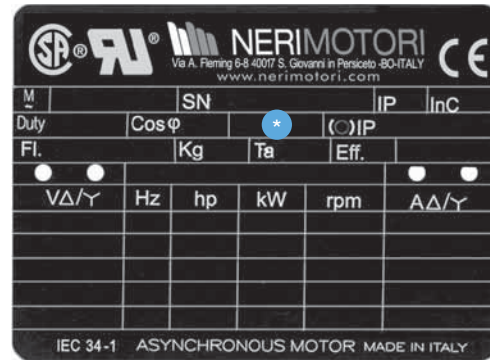 SA ® RU ® NERIMOTORI CE
Via A. Fleming 6-8 40017 S. Giovanni in Persiceto -BO-ITALY
www.nerimotori.com
M~ SN IP InC
Duty Cosφ * (○)IP
Fl. Kg Ta Eff.
VΔ/Y Hz hp kW rpm AΔ/Y
IEC 34-1 ASYNCHRONOUS MOTOR MADE IN ITALY